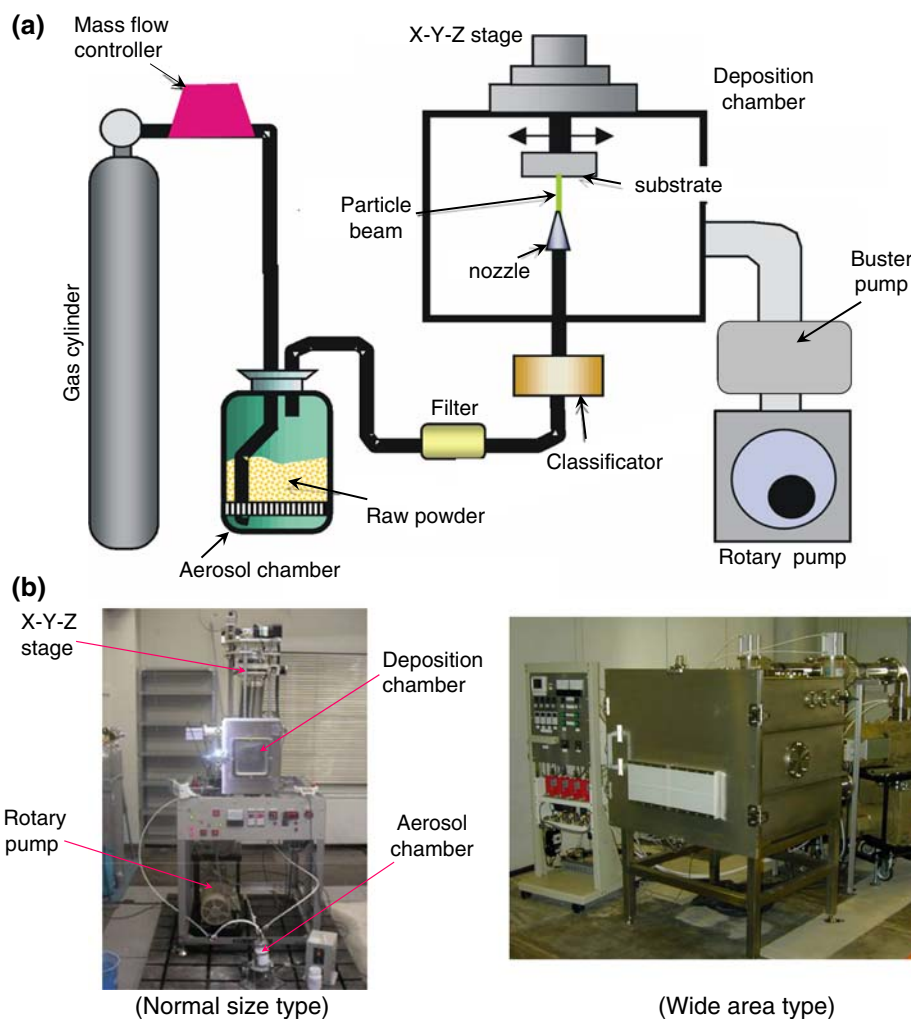 (a)
Mass flow
controller
X-Y-Z stage
Deposition
chamber
substrate
Particle
beam
nozzle
Buster
pump
Gas cylinder
Filter
Classificator
Raw powder
Aerosol chamber
Rotary pump
(b)
X-Y-Z
stage
Deposition
chamber
Rotary
pump
Aerosol
chamber
(Normal size type)
(Wide area type)